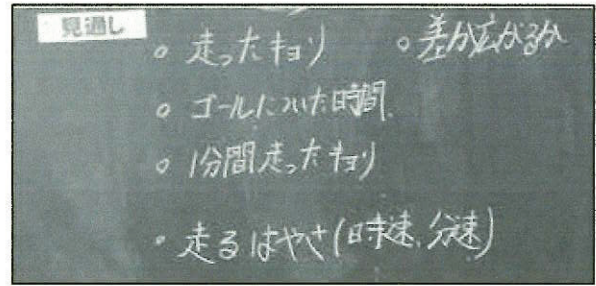 見通し
○ 走ったキョリ ○ 差が広がるか
○ ゴールについた時間
○ 1分間走ったキョリ
・走るはやさ(時速、分速)